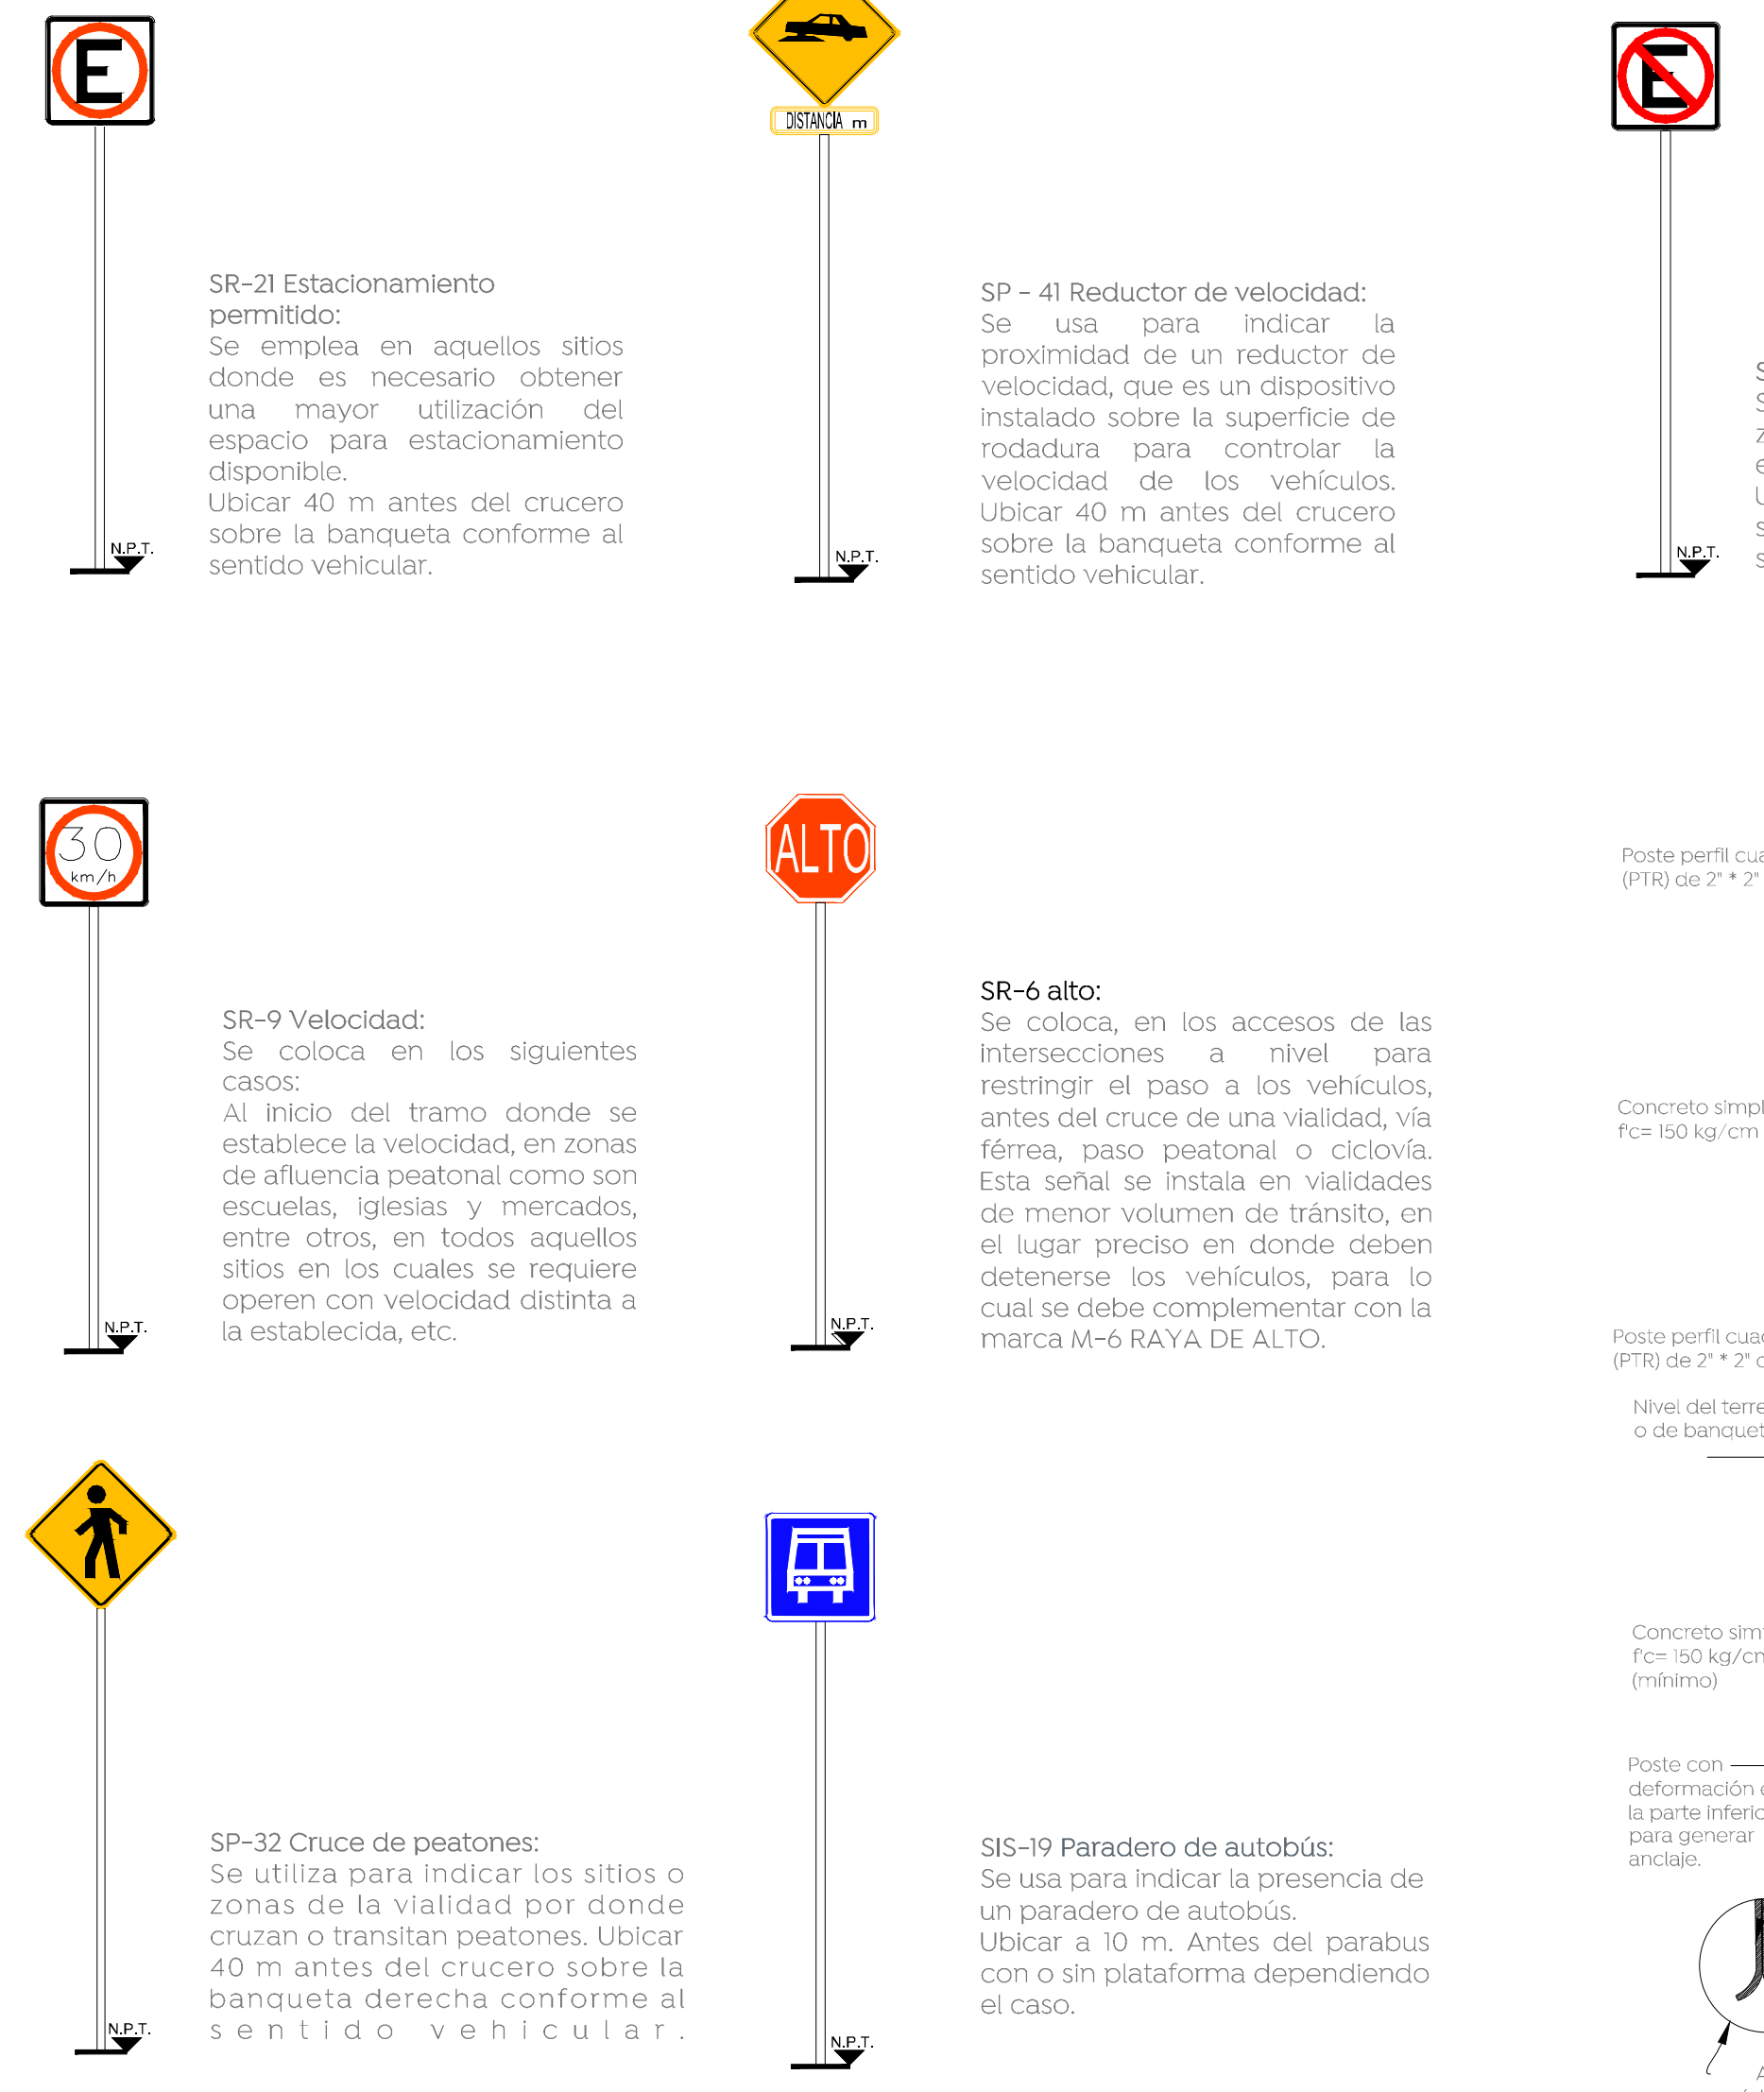 E
N.P.T.
SR-21 Estacionamiento
permitido:
Se emplea en aquellos sitios
donde es necesario obtener
una mayor utilización del
espacio para estacionamiento
disponible.
Ubicar 40 m antes del crucero
sobre la banqueta conforme al
sentido vehicular.
DISTANCIA m
N.P.T.
SP - 41 Reductor de velocidad:
Se usa para indicar la
proximidad de un reductor de
velocidad, que es un dispositivo
instalado sobre la superficie de
rodadura para controlar la
velocidad de los vehículos.
Ubicar 40 m antes del crucero
sobre la banqueta conforme al
sentido vehicular.
E
N.P.T.
30
km/h
N.P.T.
SR-9 Velocidad:
Se coloca en los siguientes
casos:
Al inicio del tramo donde se
establece la velocidad, en zonas
de afluencia peatonal como son
escuelas, iglesias y mercados,
entre otros, en todos aquellos
sitios en los cuales se requiere
operen con velocidad distinta a
la establecida, etc.
ALTO
N.P.T.
SR-6 alto:
Se coloca, en los accesos de las
intersecciones a nivel para
restringir el paso a los vehículos,
antes del cruce de una vialidad, vía
férrea, paso peatonal o ciclovía.
Esta señal se instala en vialidades
de menor volumen de tránsito, en
el lugar preciso en donde deben
detenerse los vehículos, para lo
cual se debe complementar con la
marca M-6 RAYA DE ALTO.
Poste perfil
(PTR) de 2" * 2"
Concreto
f'c= 150 kg/cm
Poste perfil
(PTR) de 2" * 2"
Nivel del
o de
N.P.T.
SP-32 Cruce de peatones:
Se utiliza para indicar los sitios o
zonas de la vialidad por donde
cruzan o transitan peatones. Ubicar
40 m antes del crucero sobre la
banqueta derecha conforme al
sentido vehicular.
N.P.T.
SIS-19 Paradero de autobús:
Se usa para indicar la presencia de
un paradero de autobús.
Ubicar a 10 m. Antes del parabus
con o sin plataforma dependiendo
el caso.
Concreto
f'c= 150
(mínimo)
Poste con
deformación
la parte
para generar
anclaje.